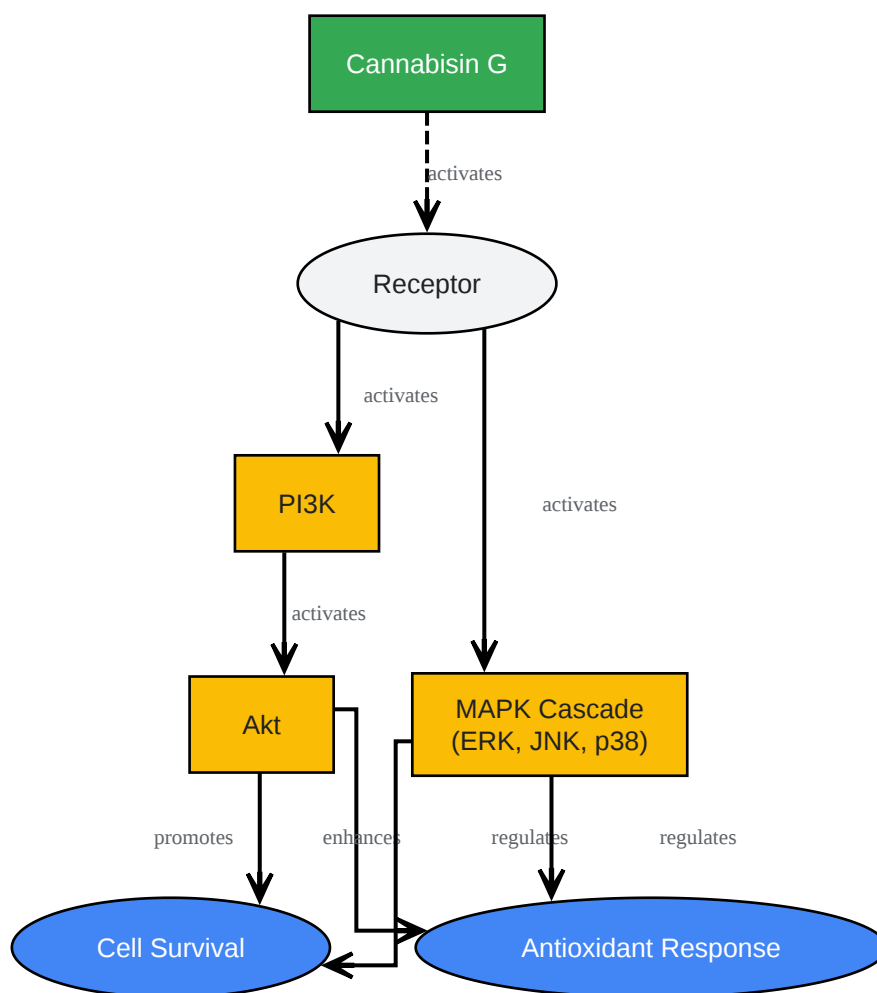 Cannabisin G
activates
Receptor
activates
PI3K
activates
activates
Akt
MAPK Cascade
(ERK, JNK, p38)
promotes
enhances
regulates
regulates
Cell Survival
Antioxidant Response